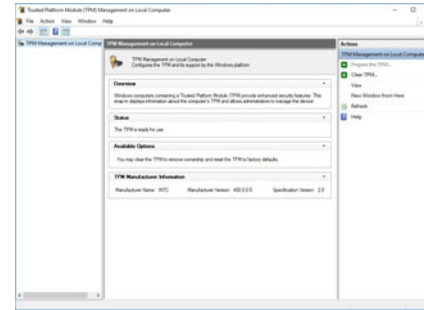 Trusted Platform Module (TPM) Management on Local Computer
File Action View Window Help
TPM Management on Local Comp
TPM Management on Local Computer
TPM Management on Local Computer
Configures the TPM and its support by the Windows platform
Overview
Windows computers containing a Trusted Platform Module (TPM) provide enhanced security features. This
snap-in displays information about the computer's TPM and allows administrators to manage the device.
Status
The TPM is ready for use.
Available Options
You may clear the TPM to remove ownership and reset the TPM to factory defaults.
TPM Manufacturer Information
Manufacturer Name: INTC Manufacturer Version: Specification Version: 2.0
Actions
TPM Management on Local Computer
Prepare the TPM...
Clear TPM...
View
New Window from Here
Refresh
Help